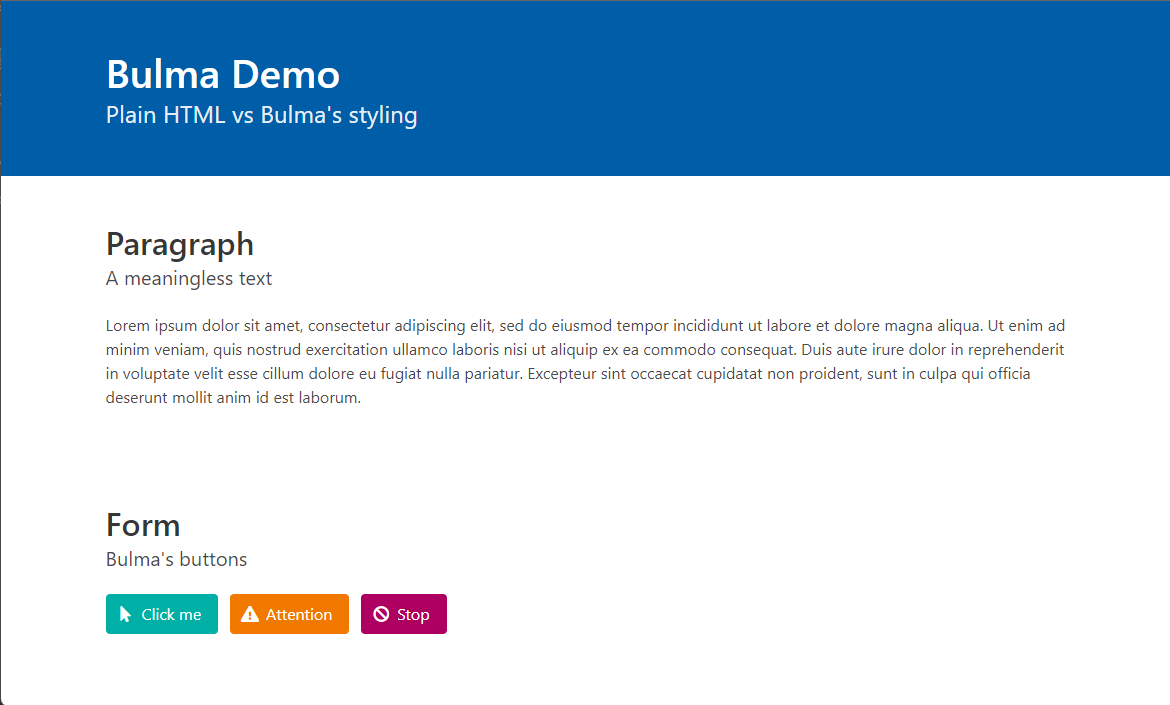 Bulma Demo
Plain HTML vs Bulma's styling
Paragraph
A meaningless text
Lorem ipsum dolor sit amet, consectetur adipiscing elit, sed do eiusmod tempor incididunt ut labore et dolore magna aliqua. Ut enim ad
minim veniam, quis nostrud exercitation ullamco laboris nisi ut aliquip ex ea commodo consequat. Duis aute irure dolor in reprehenderit
in voluptate velit esse cillum dolore eu fugiat nulla pariatur. Excepteur sint occaecat cupidatat non proident, sunt in culpa qui officia
deserunt mollit anim id est laborum.
Form
Bulma's buttons
Click me Attention Stop